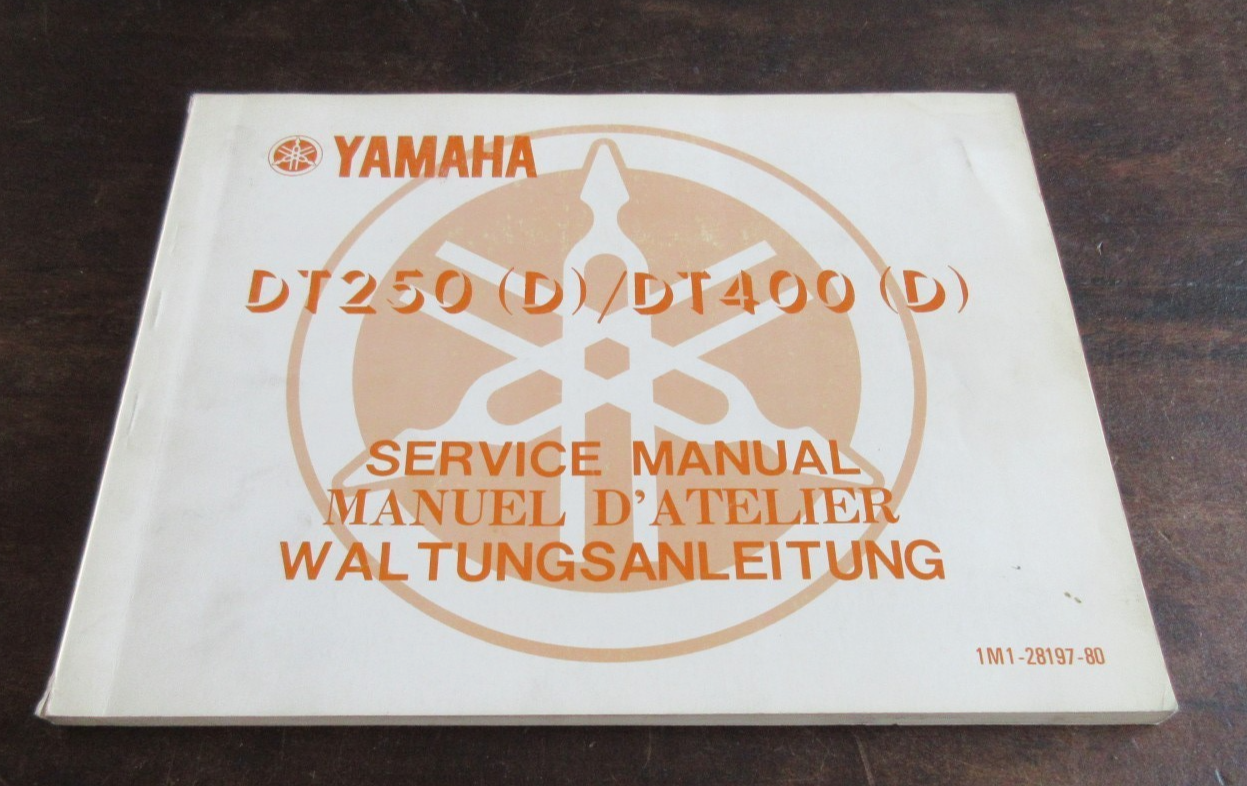 YAMAHA
DT250 (D)/DT400 (D)
SERVICE MANUAL
MANUEL D'ATELIER
WALTUNGSANLEITUNG
1M1-28197-80